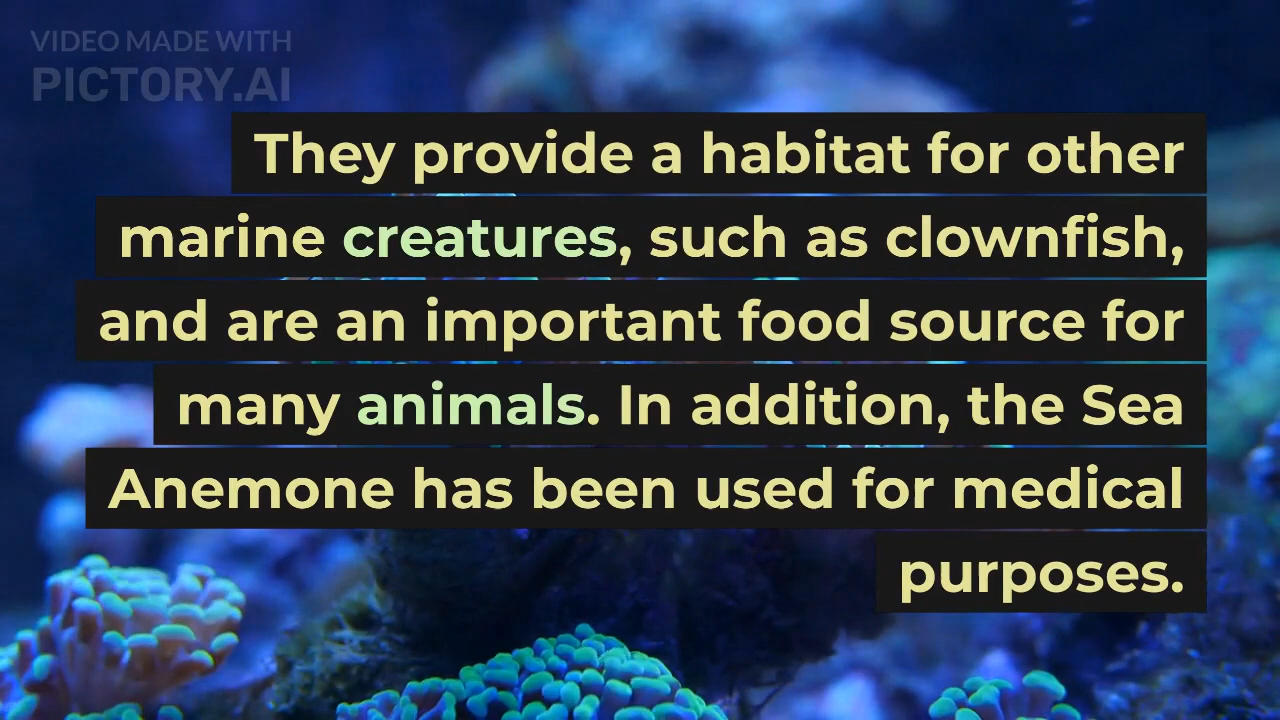 VIDEO MADE WITH
PICTORY.AI
They provide a habitat for other
marine creatures, such as clownfish,
and are an important food source for
many animals. In addition, the Sea
Anemone has been used for medical
purposes.